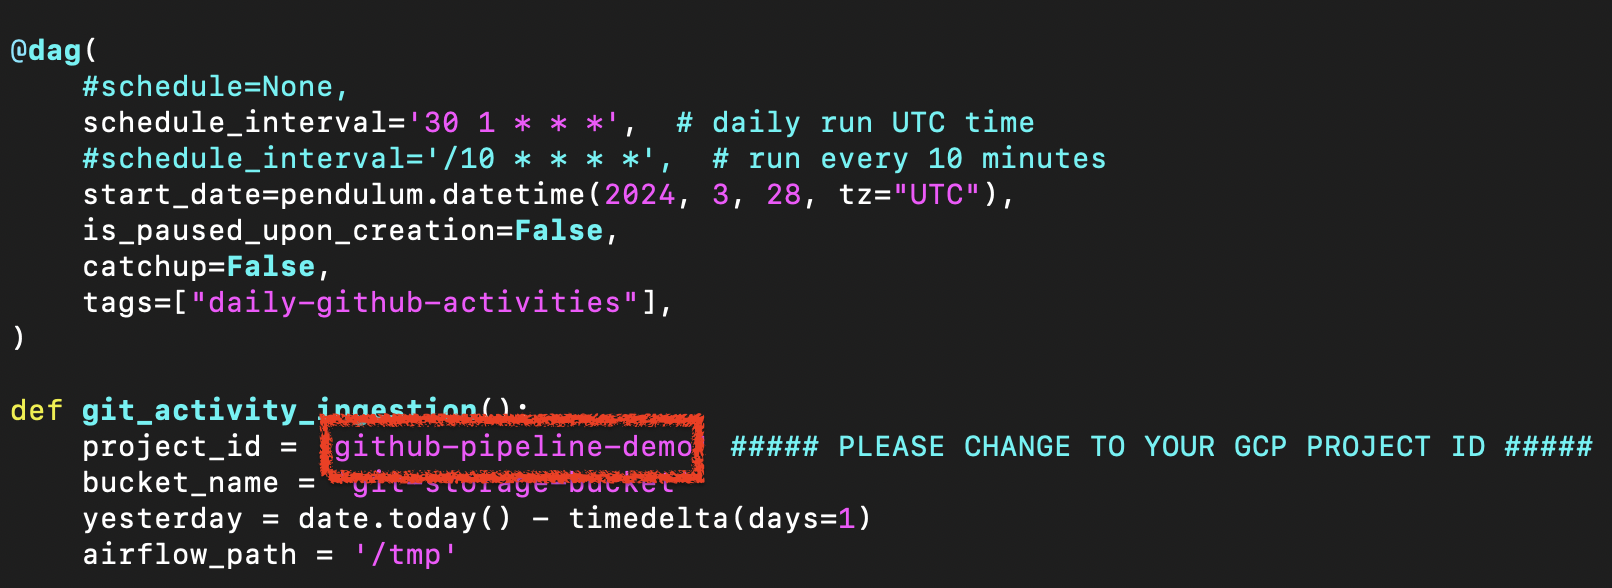 @dag(
    #schedule=None,
    schedule_interval='30 1 * * *',  # daily run UTC time
    #schedule_interval='/10 * * * *',  # run every 10 minutes
    start_date=pendulum.datetime(2024, 3, 28, tz="UTC"),
    is_paused_upon_creation=False,
    catchup=False,
    tags=["daily-github-activities"],
)
def git_activity_ingestion():
    project_id = github-pipeline-demo  ##### PLEASE CHANGE TO YOUR GCP PROJECT ID #####
    bucket_name = git-storage-bucket
    yesterday = date.today() - timedelta(days=1)
    airflow_path = '/tmp'